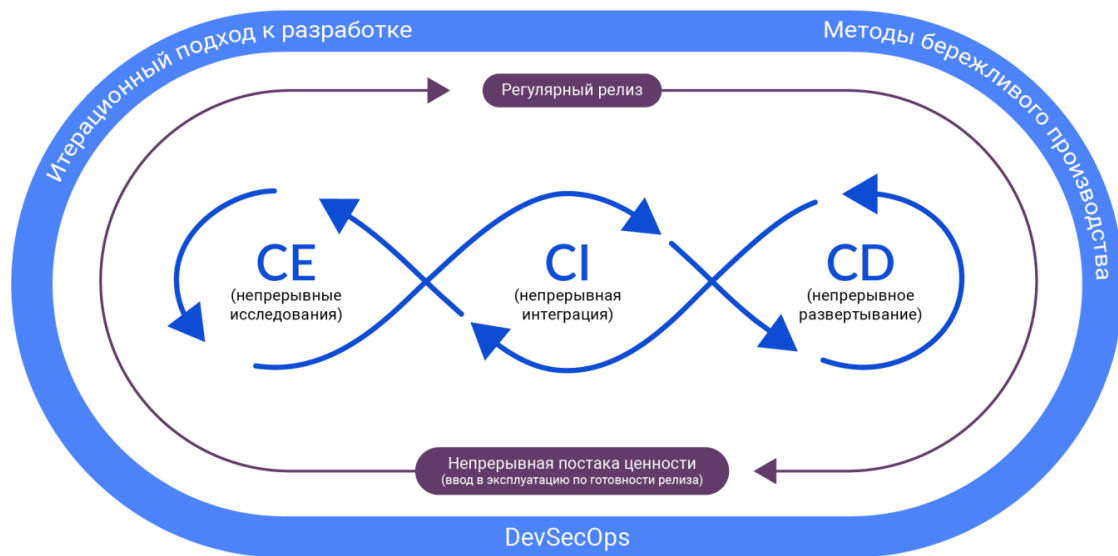 Итерационный подход к разработке
Методы бережливого производства
Регулярный релиз
CE
(непрерывные
исследования)
CI
(непрерывная
интеграция)
CD
(непрерывное
развертывание)
Непрерывная постака ценности
(ввод в эксплуатацию по готовности релиза)
DevSecOps